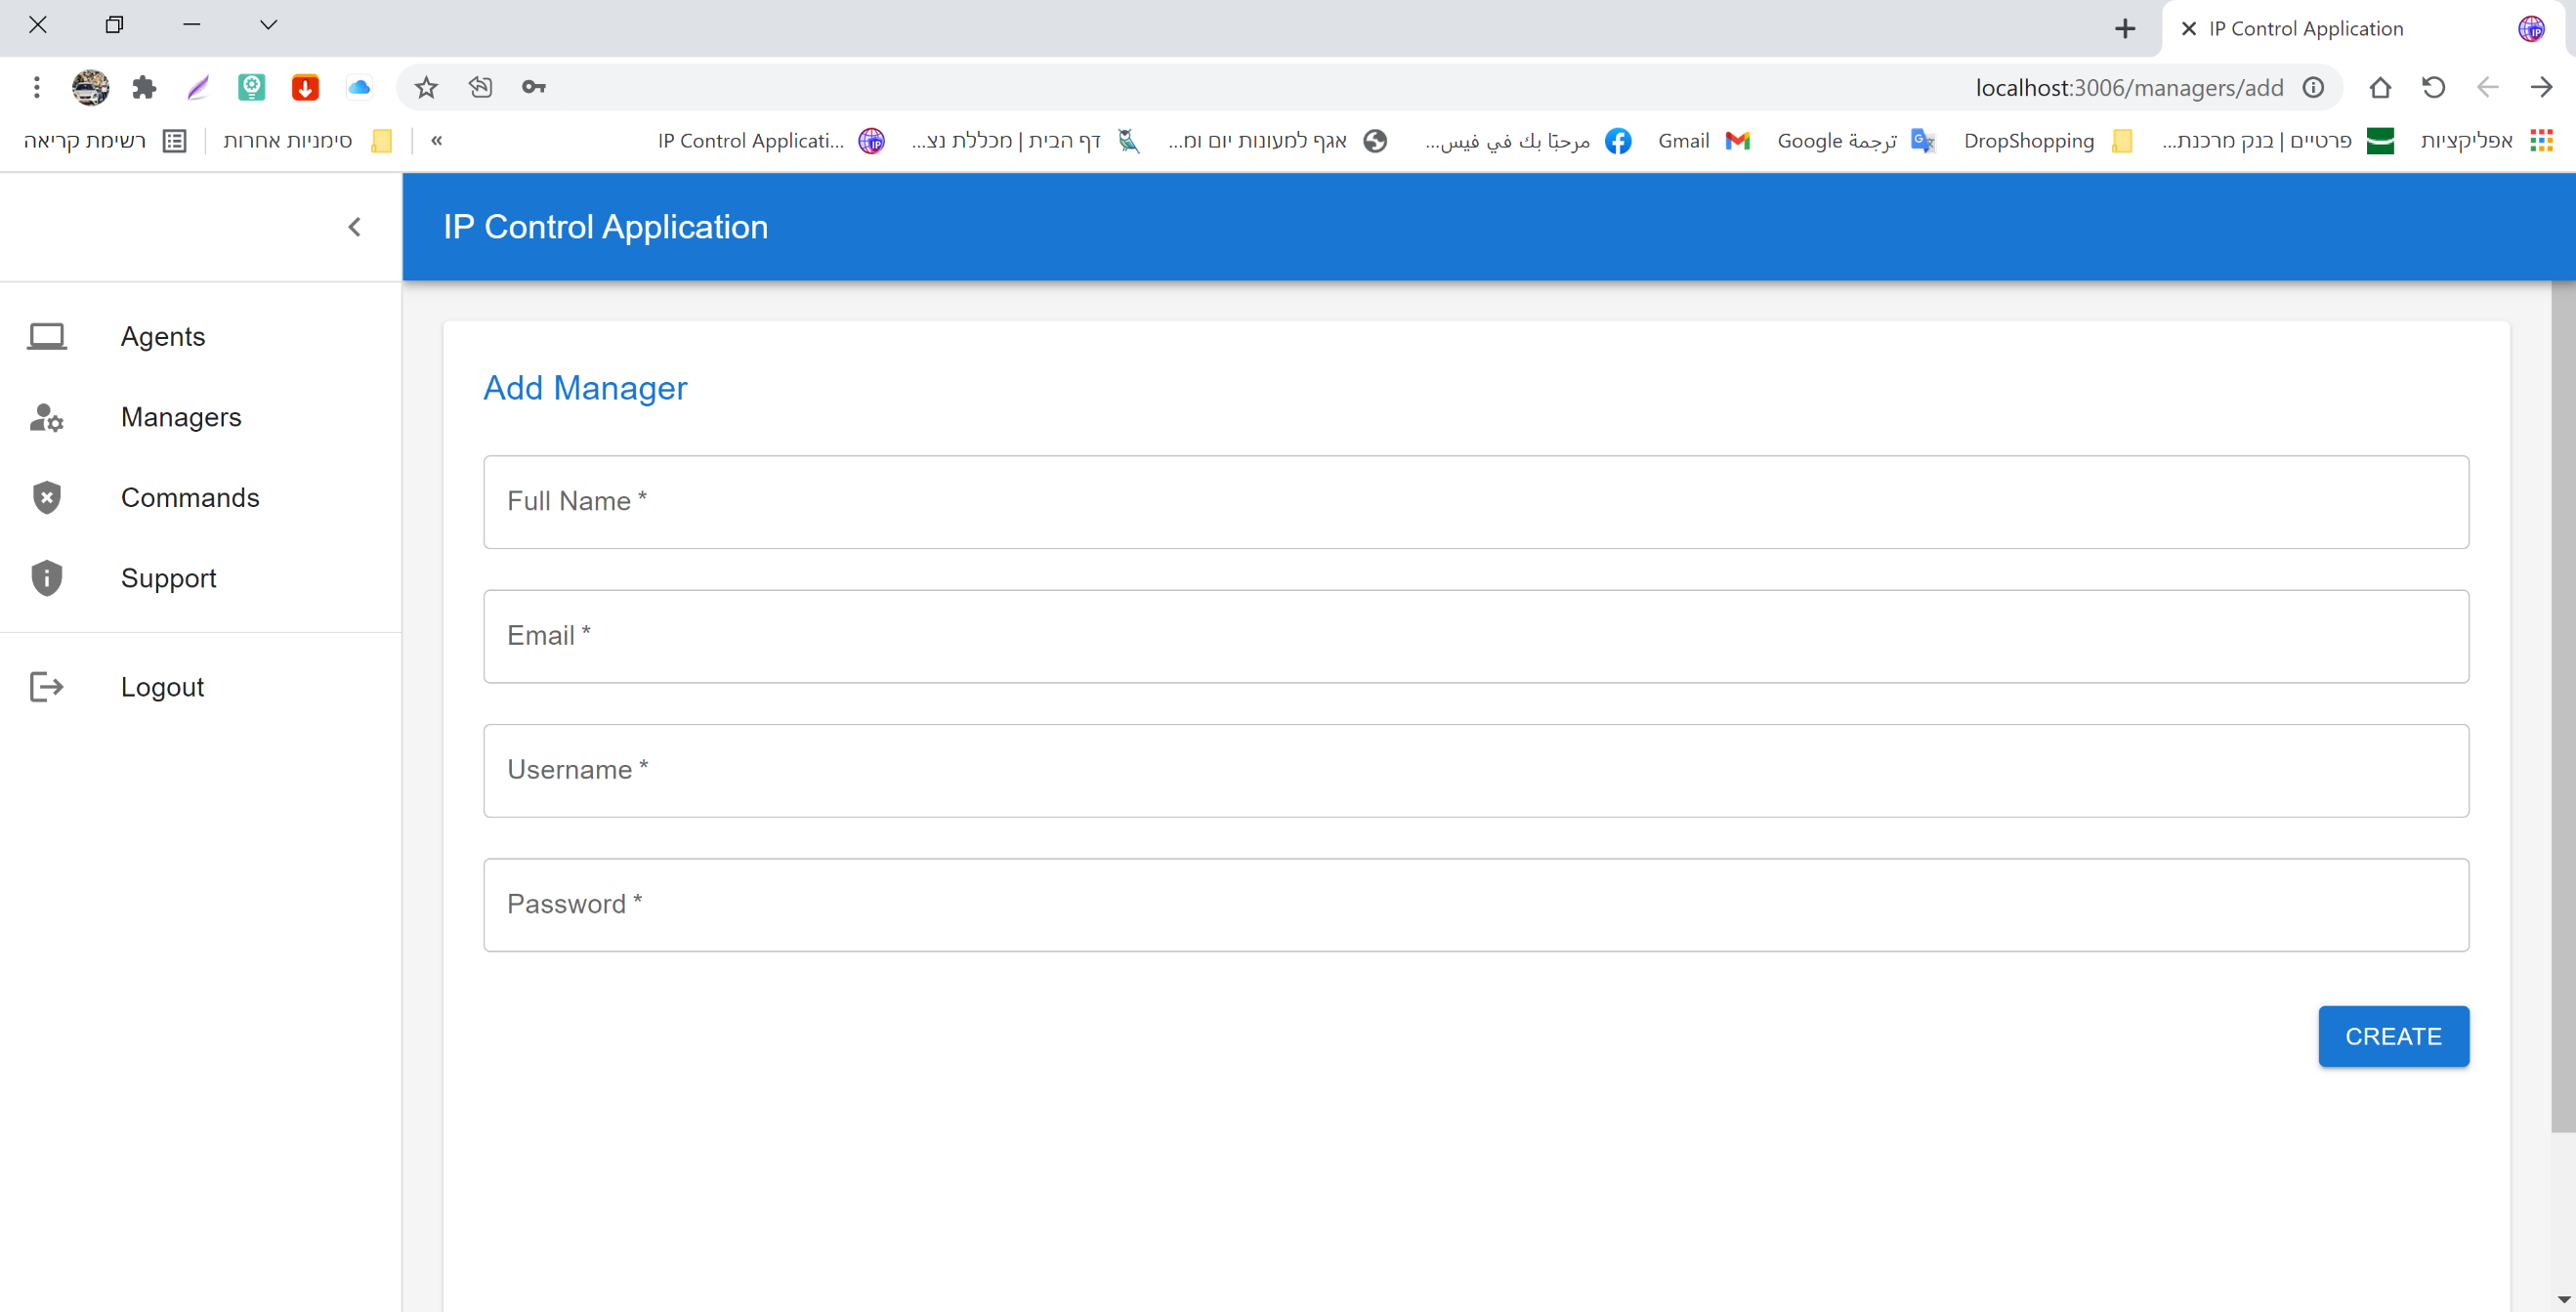 IP Control Application
localhost:3006/managers/add
אפליקציות
פרטיים | בנק מרכנת...
DropShopping
ترجمة Google
Gmail
مرحبًا بك في فيس...
אגף למעונות יום ומ...
דף הבית | מכללת נצ...
IP Control Applicati...
»
סימניות אחרות
רשימת קריאה
IP Control Application
Agents
Managers
Commands
Support
Logout
Add Manager
Full Name *
Email *
Username *
Password *
CREATE